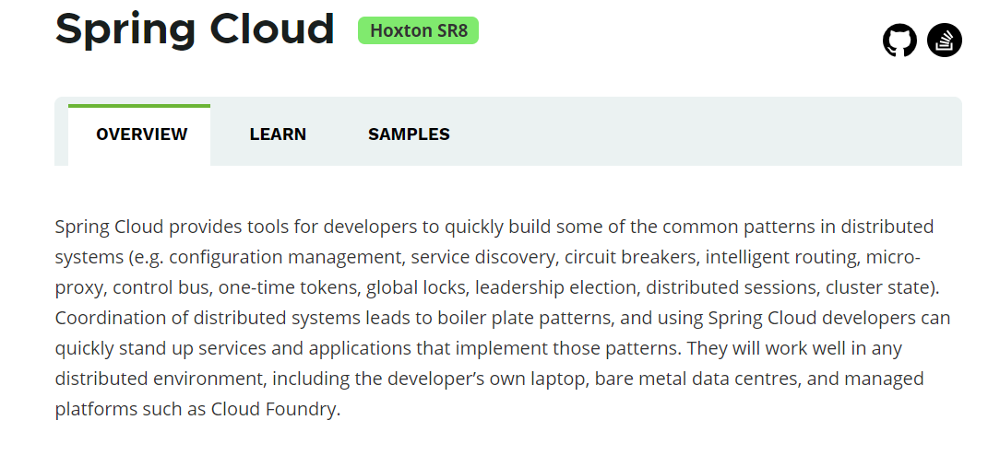 Spring Cloud Hoxton SR8
OVERVIEW LEARN SAMPLES
Spring Cloud provides tools for developers to quickly build some of the common patterns in distributed
systems (e.g. configuration management, service discovery, circuit breakers, intelligent routing, micro-
proxy, control bus, one-time tokens, global locks, leadership election, distributed sessions, cluster state).
Coordination of distributed systems leads to boiler plate patterns, and using Spring Cloud developers can
quickly stand up services and applications that implement those patterns. They will work well in any
distributed environment, including the developer’s own laptop, bare metal data centres, and managed
platforms such as Cloud Foundry.